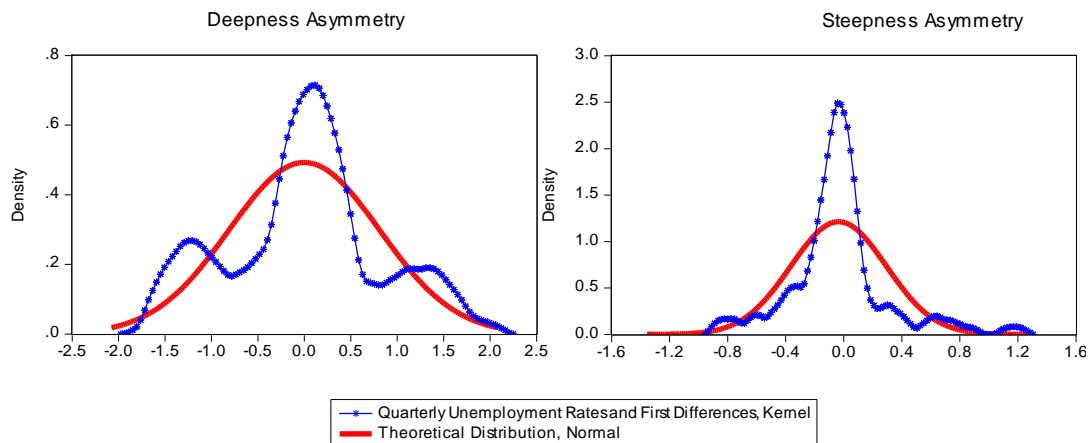 Deepness Asymmetry
Steepness Asymmetry
.8
.6
.4
.2
.0
Density
-2.5 -2.0 -1.5 -1.0 -0.5 0.0 0.5 1.0 1.5 2.0 2.5
3.0
2.5
2.0
1.5
1.0
0.5
0.0
Density
-1.6 -1.2 -0.8 -0.4 0.0 0.4 0.8 1.2 1.6
Quarterly Unemployment Rates and First Differences, Kernel
Theoretical Distribution, Normal